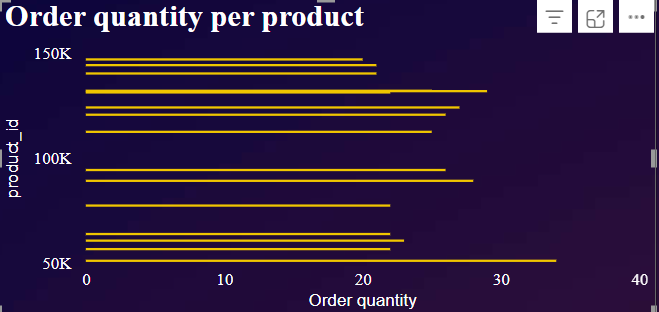 Order quantity per product
150K
100K
50K
product_id
0 10 20 30 40
Order quantity